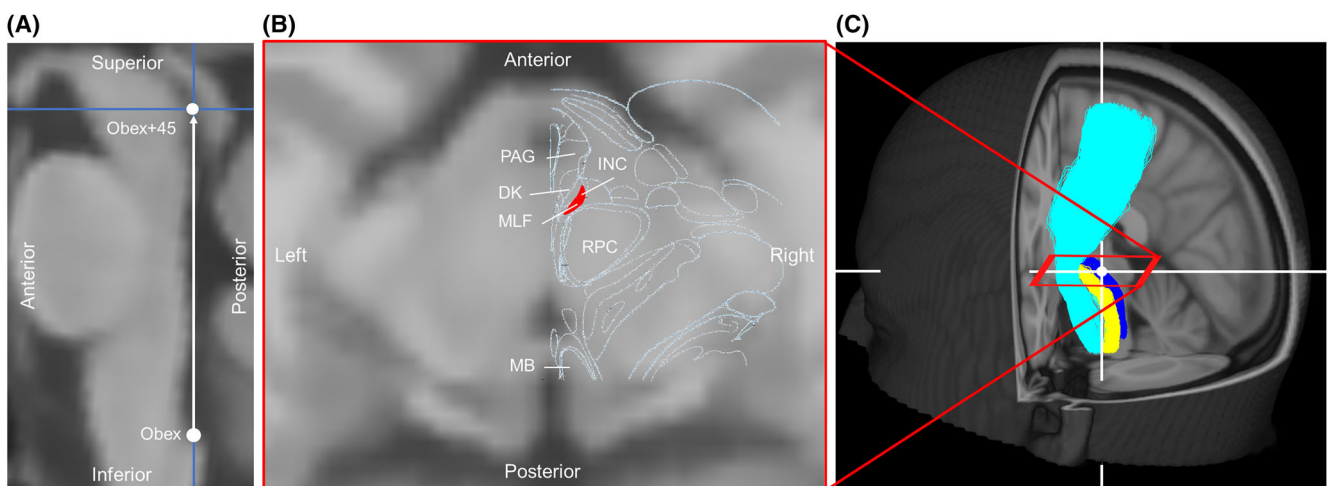 (A)
Superior
Obex+45
Anterior
Posterior
Obex
Inferior
(B)
Anterior
PAG
INC
DK
MLF
Left
RPC
Right
MB
Posterior
(C)